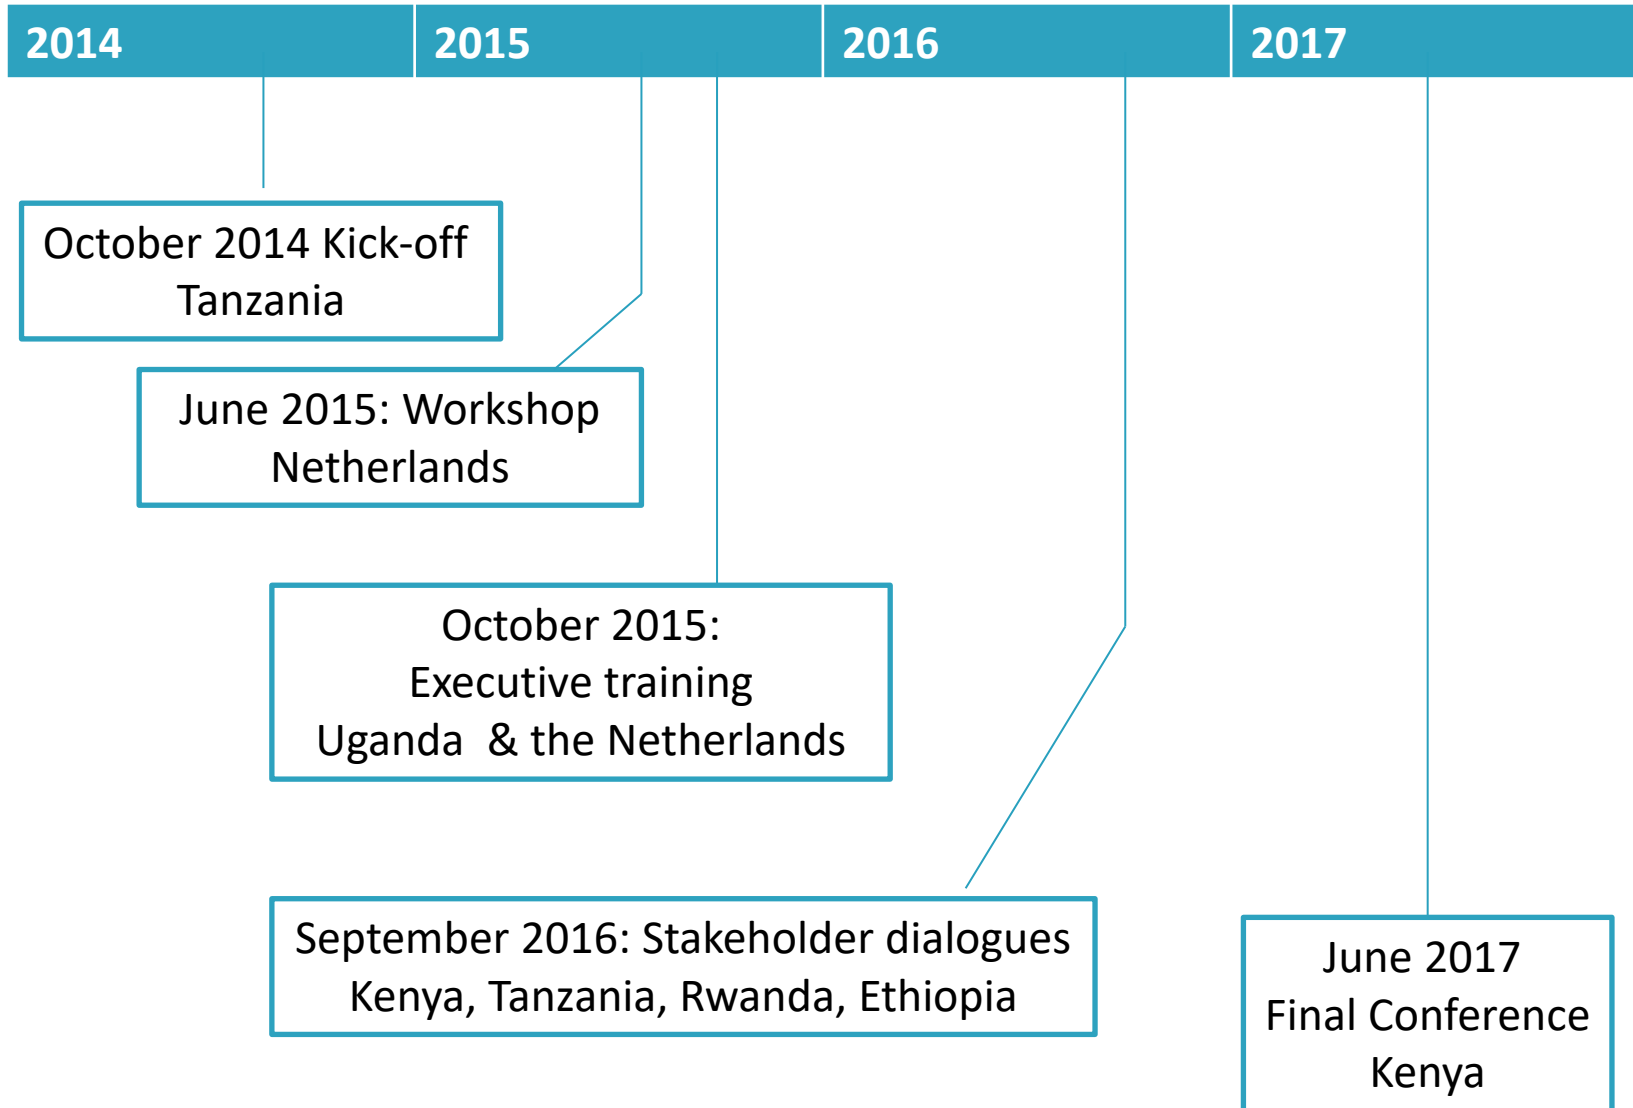 2014 2015 2016 2017
October 2014 Kick-off
Tanzania
June 2015: Workshop
Netherlands
October 2015:
Executive training
Uganda  & the Netherlands
September 2016: Stakeholder dialogues
Kenya, Tanzania, Rwanda, Ethiopia
June 2017
Final Conference
Kenya